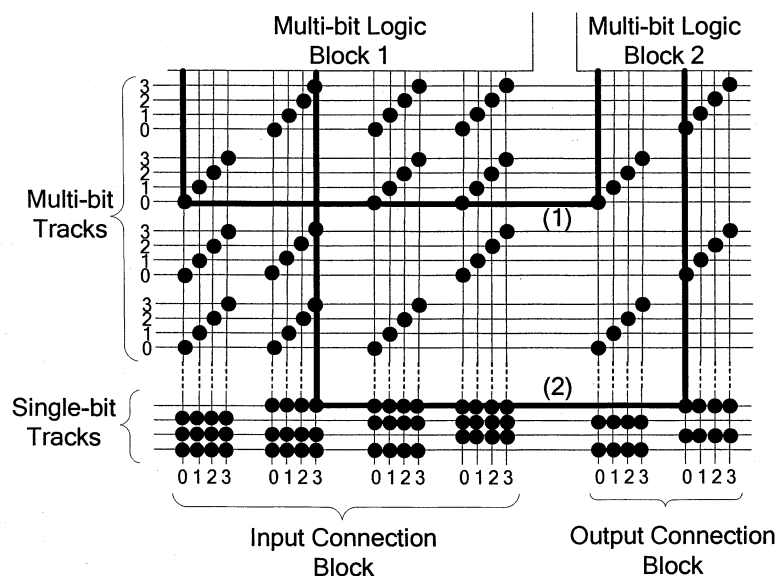 Multi-bit Logic
Block 1
Multi-bit Logic
Block 2
3
2
1
0
3
2
1
0
(1)
Multi-bit
Tracks
3
2
1
0
3
2
1
0
(2)
Single-bit
Tracks
0 1 2 3 0 1 2 3 0 1 2 3 0 1 2 3 0 1 2 3 0 1 2 3
Input Connection
Block
Output Connection
Block